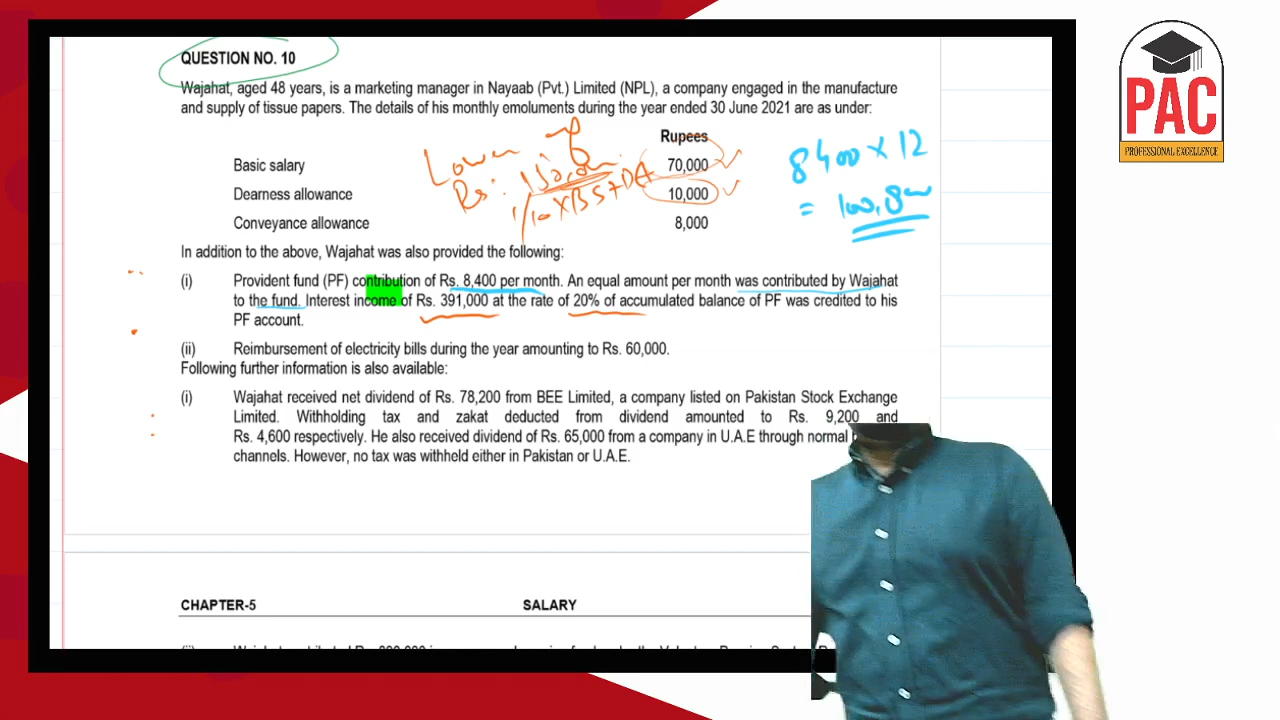 QUESTION NO. 10
Wajahat, aged 48 years, is a marketing manager in Nayaab (Pvt.) Limited (NPL), a company engaged in the manufacture
and supply of tissue papers. The details of his monthly emoluments during the year ended 30 June 2021 are as under:
Rupees
Basic salary 70,000
Dearness allowance 10,000
Conveyance allowance 8,000
Lower of
Rs: 150,000
1/10 x BS + DA
8400 x 12
= 100,800
In addition to the above, Wajahat was also provided the following:
(i) Provident fund (PF) contribution of Rs. 8,400 per month. An equal amount per month was contributed by Wajahat
to the fund. Interest income of Rs. 391,000 at the rate of 20% of accumulated balance of PF was credited to his
PF account.
(ii) Reimbursement of electricity bills during the year amounting to Rs. 60,000.
Following further information is also available:
(i) Wajahat received net dividend of Rs. 78,200 from BEE Limited, a company listed on Pakistan Stock Exchange
Limited. Withholding tax and zakat deducted from dividend amounted to Rs. 9,200 and
Rs. 4,600 respectively. He also received dividend of Rs. 65,000 from a company in U.A.E through normal
channels. However, no tax was withheld either in Pakistan or U.A.E.
CHAPTER-5 SALARY
PAC
PROFESSIONAL EXCELLENCE